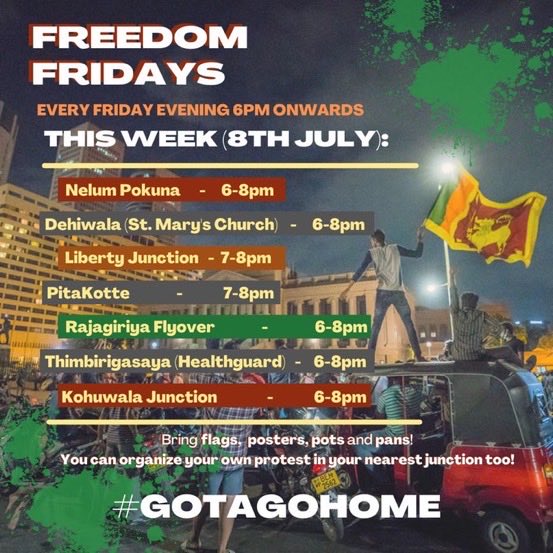 FREEDOM
FRIDAYS
EVERY FRIDAY EVENING 6PM ONWARDS
THIS WEEK (8TH JULY):
Nelum Pokuna - 6-8pm
Dehiwala (St. Mary's Church) - 6-8pm
Liberty Junction - 7-8pm
PitaKotte - 7-8pm
Rajagiriya Flyover - 6-8pm
Thimbirigasaya (Healthguard) - 6-8pm
Kohuwala Junction - 6-8pm
Bring flags, posters, pots and pans!
You can organize your own protest in your nearest junction too!
#GOTAGOHOME